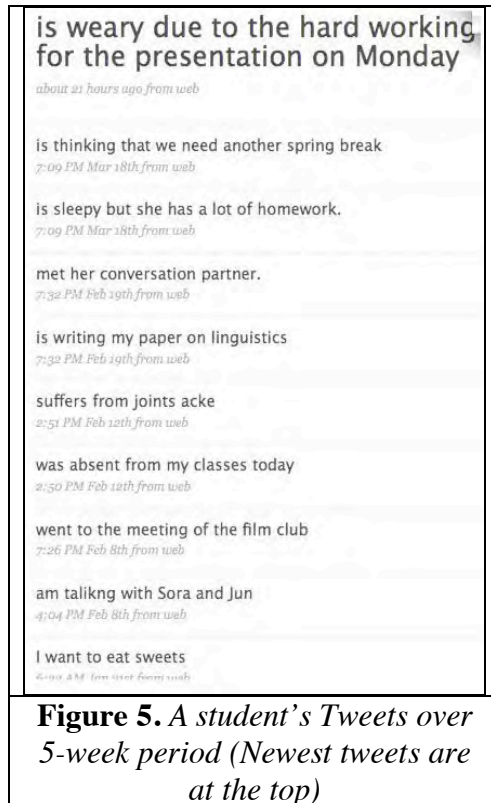 is weary due to the hard working
for the presentation on Monday
about 21 hours ago from web
is thinking that we need another spring break
7:09 PM Mar 18th from web
is sleepy but she has a lot of homework.
7:09 PM Mar 18th from web
met her conversation partner.
7:32 PM Feb 19th from web
is writing my paper on linguistics
7:32 PM Feb 19th from web
suffers from joints acke
2:51 PM Feb 12th from web
was absent from my classes today
2:50 PM Feb 12th from web
went to the meeting of the film club
7:26 PM Feb 8th from web
am talikng with Sora and Jun
4:04 PM Feb 8th from web
I want to eat sweets
AM Jan from web
Figure 5. A student's Tweets over
5-week period (Newest tweets are
at the top)